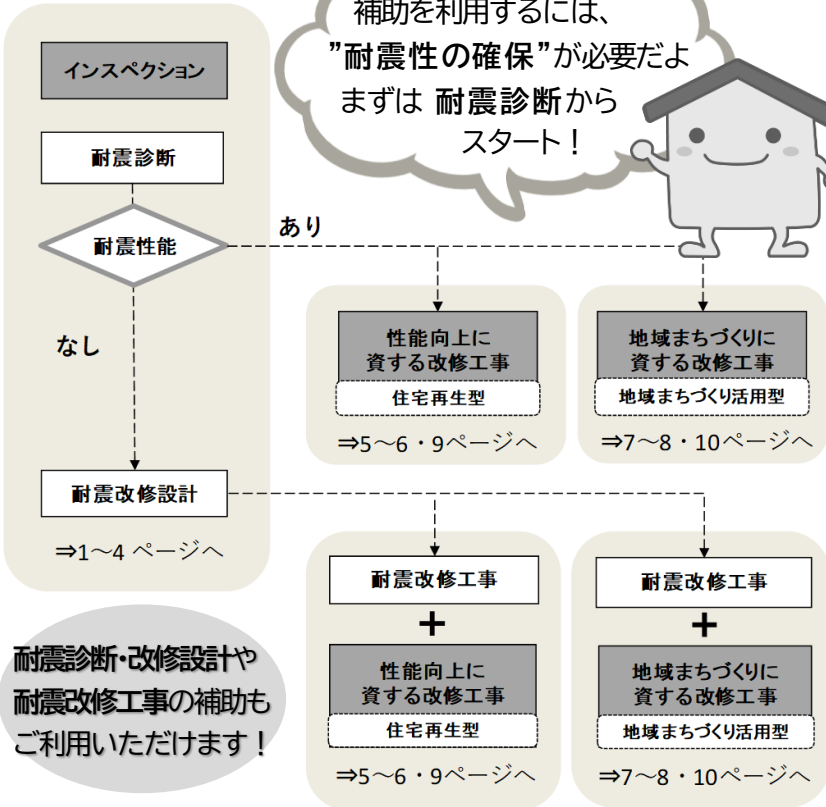 補助を利用するには、
”耐震性の確保”が必要だよ
まずは 耐震診断から
スタート！
インスペクション
耐震診断
耐震性能
あり
なし
性能向上に
資する改修工事
住宅再生型
⇒5～6・9ページへ
地域まちづくりに
資する改修工事
地域まちづくり活用型
⇒7～8・10ページへ
耐震改修設計
⇒1～4 ページへ
耐震改修工事
+
性能向上に
資する改修工事
住宅再生型
⇒5～6・9ページへ
耐震改修工事
+
地域まちづくりに
資する改修工事
地域まちづくり活用型
⇒7～8・10ページへ
耐震診断・改修設計や
耐震改修工事の補助も
ご利用いただけます！